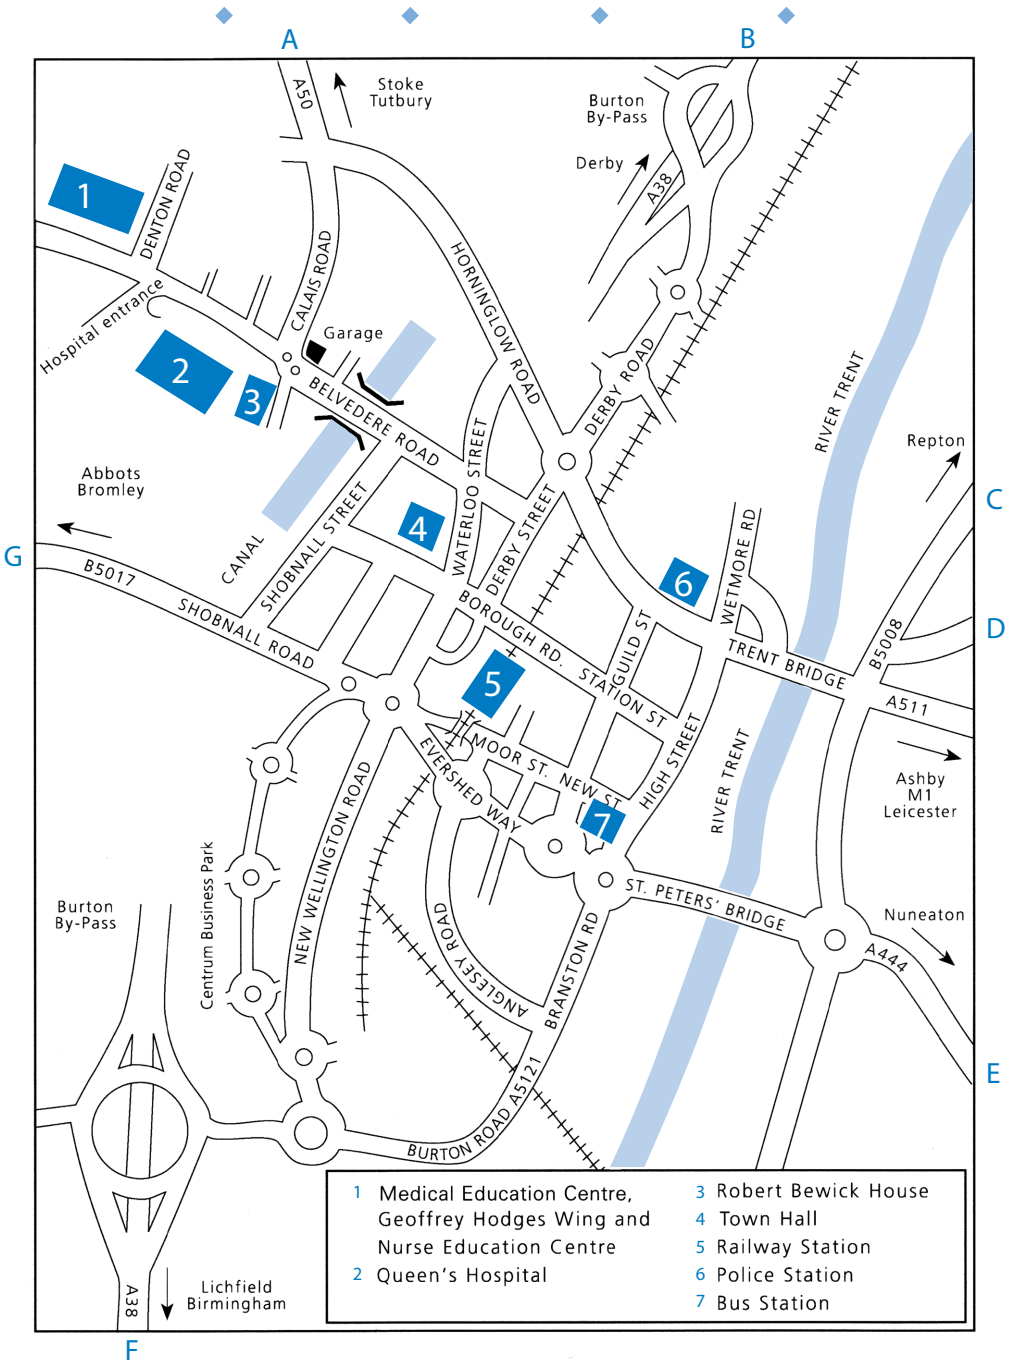 A
B
A50
Stoke
Tutbury
Burton
By-Pass
Derby
A38
1
DENTON ROAD
CALAIS ROAD
HORNINGLOW ROAD
Hospital entrance
Garage
2
3
BELVEDERE ROAD
DERBY ROAD
RIVER TRENT
Repton
Abbots
Bromley
WATERLOO STREET
C
4
DERBY STREET
WETMORE RD
SHOBNALL STREET
CANAL
G
B5017
6
SHOBNALL ROAD
BOROUGH RD.
GUILD ST
TRENT BRIDGE
B5008
D
5
STATION ST
A511
MOOR ST.
NEW ST
HIGH STREET
RIVER TRENT
Ashby
M1
Leicester
EVERSHED WAY
7
NEW WELLINGTON ROAD
Centrum Business Park
ST. PETERS' BRIDGE
Burton
By-Pass
Nuneaton
A444
ANGLESEY ROAD
BRANSTON RD
E
BURTON ROAD A5121
1 Medical Education Centre,
Geoffrey Hodges Wing and
Nurse Education Centre
2 Queen's Hospital
3 Robert Bewick House
4 Town Hall
5 Railway Station
6 Police Station
7 Bus Station
A38
Lichfield
Birmingham
F